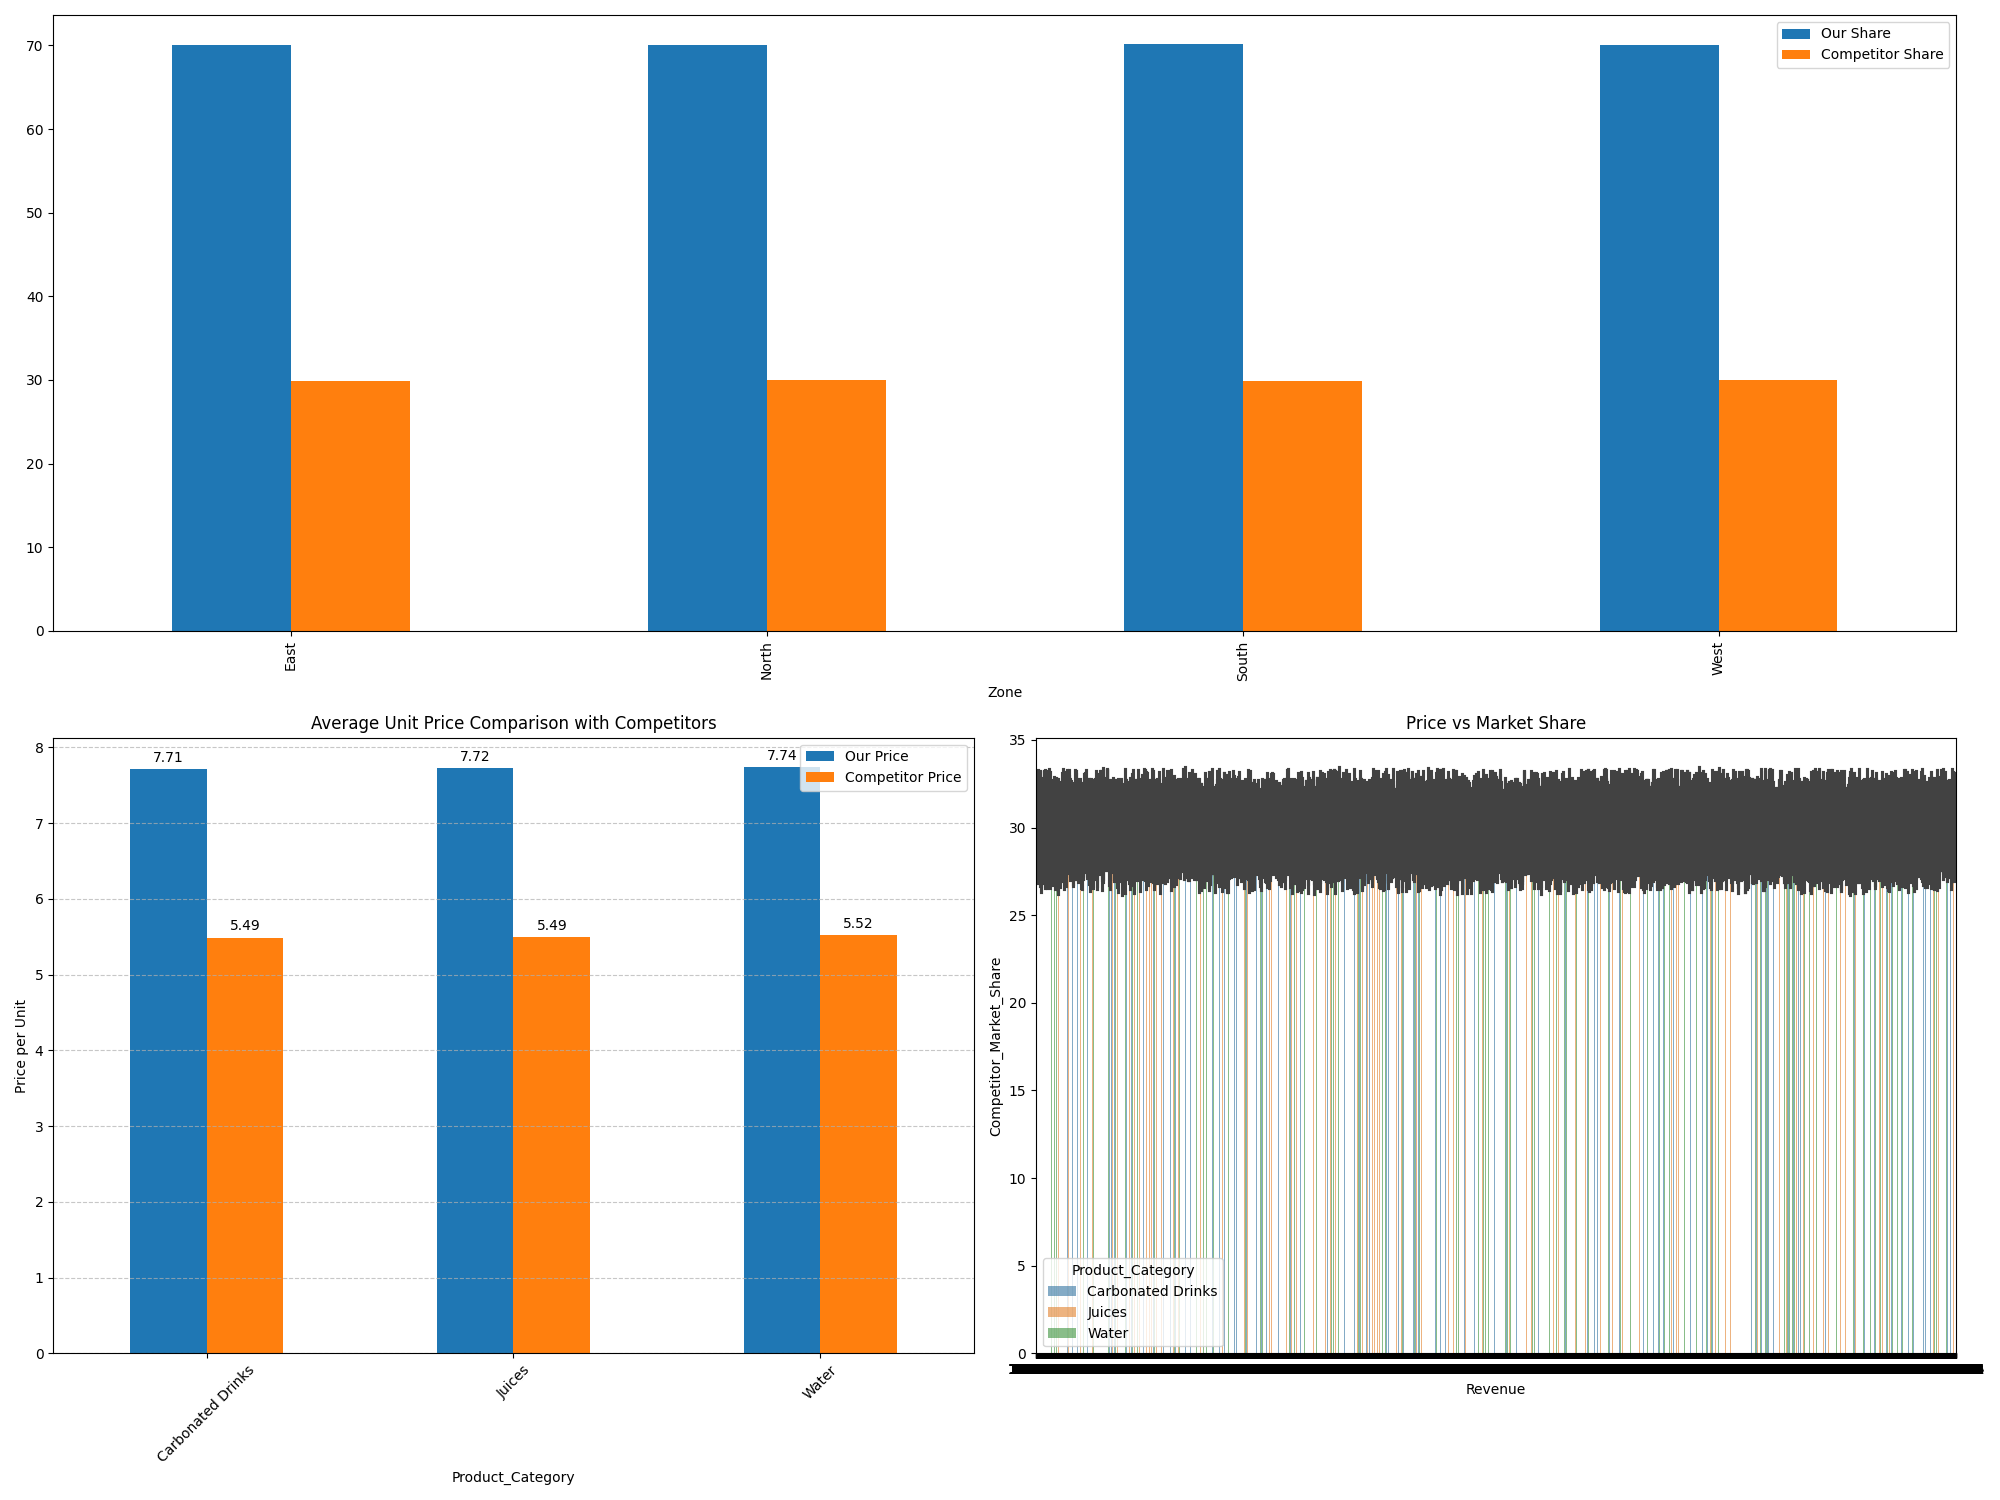 70
60
50
40
30
20
10
0
Our Share
Competitor Share
East
North
South
West
Zone
Average Unit Price Comparison with Competitors
Price per Unit
8
7
6
5
4
3
2
1
0
7.71
5.49
7.72
5.49
7.74
5.52
Our Price
Competitor Price
Carbonated Drinks
Juices
Water
Product_Category
Price vs Market Share
Competitor_Market_Share
35
30
25
20
15
10
5
0
Product_Category
Carbonated Drinks
Juices
Water
Revenue